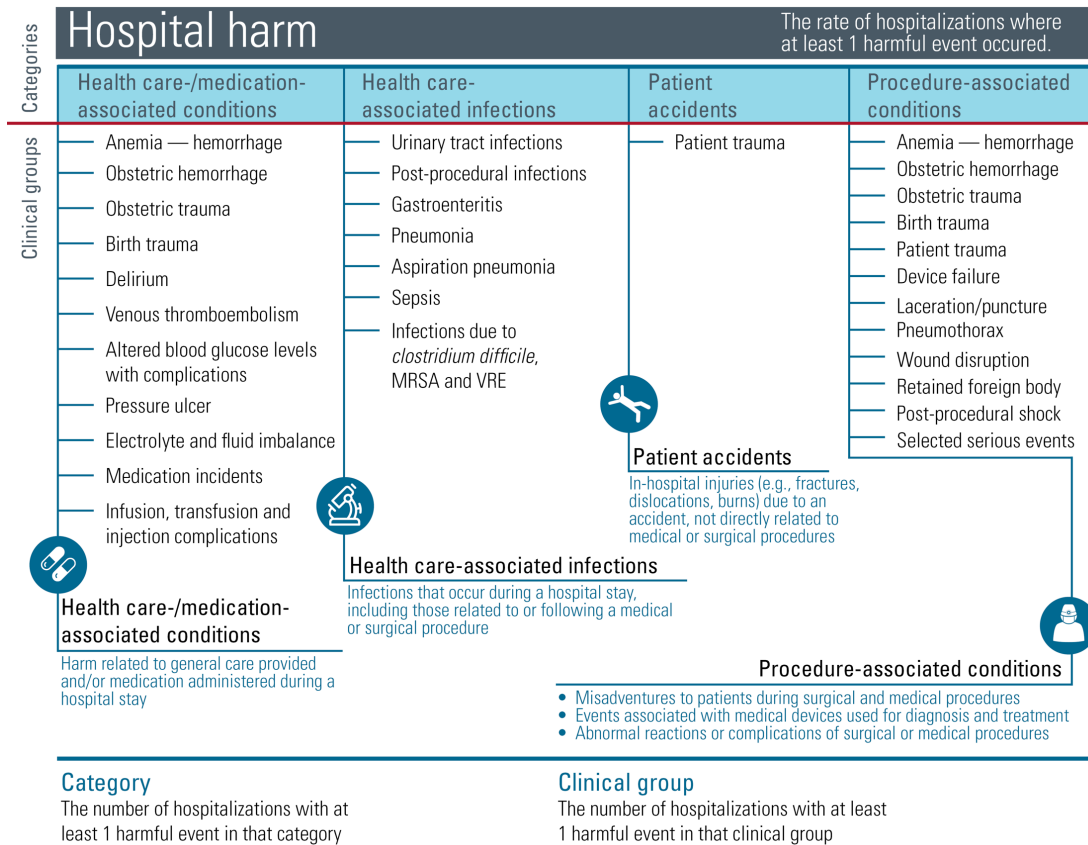 Categories
Hospital harm
The rate of hospitalizations where
at least 1 harmful event occured.
Health care-/medication-
associated conditions
Health care-
associated infections
Patient
accidents
Procedure-associated
conditions
Clinical groups
Anemia — hemorrhage
Obstetric hemorrhage
Obstetric trauma
Birth trauma
Delirium
Venous thromboembolism
Altered blood glucose levels
with complications
Pressure ulcer
Electrolyte and fluid imbalance
Medication incidents
Infusion, transfusion and
injection complications
Health care-/medication-
associated conditions
Harm related to general care provided
and/or medication administered during a
hospital stay
Urinary tract infections
Post-procedural infections
Gastroenteritis
Pneumonia
Aspiration pneumonia
Sepsis
Infections due to
clostridium difficile,
MRSA and VRE
Health care-associated infections
Infections that occur during a hospital stay,
including those related to or following a medical
or surgical procedure
Patient trauma
Patient accidents
In-hospital injuries (e.g., fractures,
dislocations, burns) due to an
accident, not directly related to
medical or surgical procedures
Anemia — hemorrhage
Obstetric hemorrhage
Obstetric trauma
Birth trauma
Patient trauma
Device failure
Laceration/puncture
Pneumothorax
Wound disruption
Retained foreign body
Post-procedural shock
Selected serious events
Procedure-associated conditions
• Misadventures to patients during surgical and medical procedures
• Events associated with medical devices used for diagnosis and treatment
• Abnormal reactions or complications of surgical or medical procedures
Category
The number of hospitalizations with at
least 1 harmful event in that category
Clinical group
The number of hospitalizations with at least
1 harmful event in that clinical group